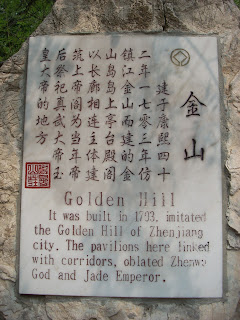 金山
建于康熙四十
二年一七〇三年仿
镇江金山而建的金
山岛岛上亭台殿阁
以长廊相连主体建
筑上帝阁为当年帝
后祭祀真武大帝玉
皇大帝的地方
Golden Hill
It was built in 1793, imitated
the Golden Hill of Zhenjiang
city. The pavilions here linked
with corridors, oblated Zhenwu
God and Jade Emperor.